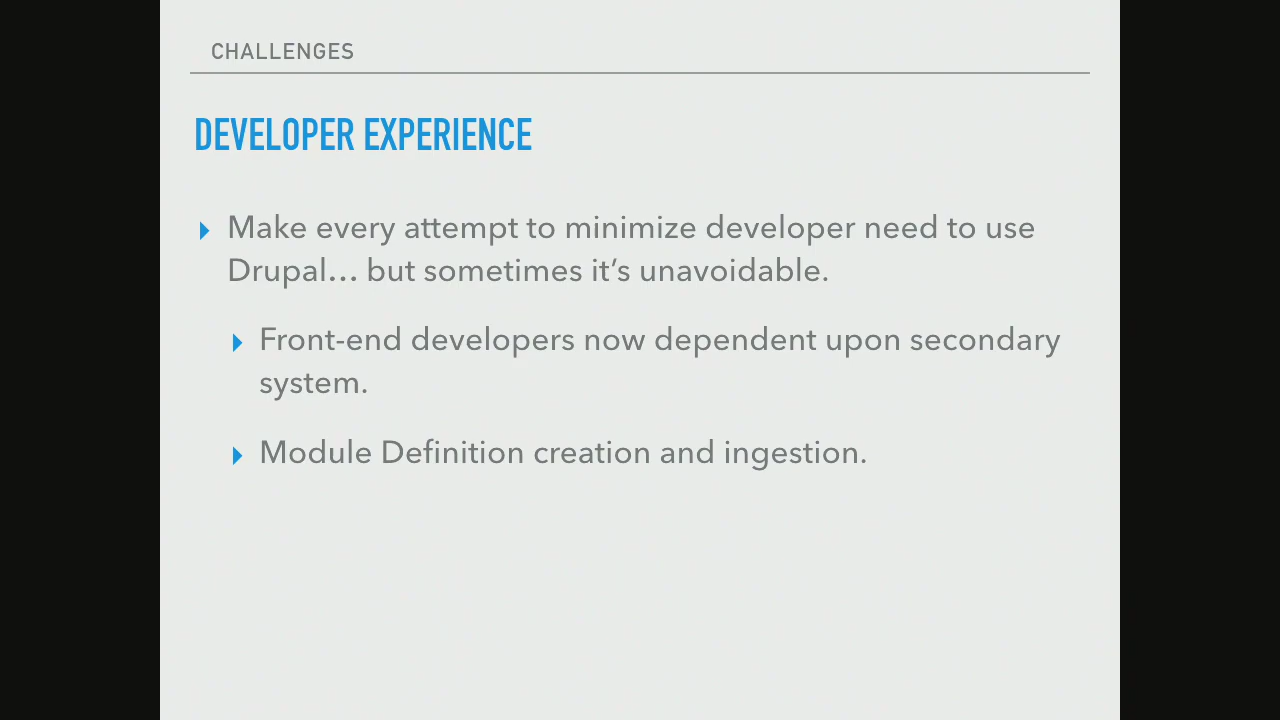 CHALLENGES
DEVELOPER EXPERIENCE
Make every attempt to minimize developer need to use
Drupal… but sometimes it’s unavoidable.
Front-end developers now dependent upon secondary
system.
Module Definition creation and ingestion.